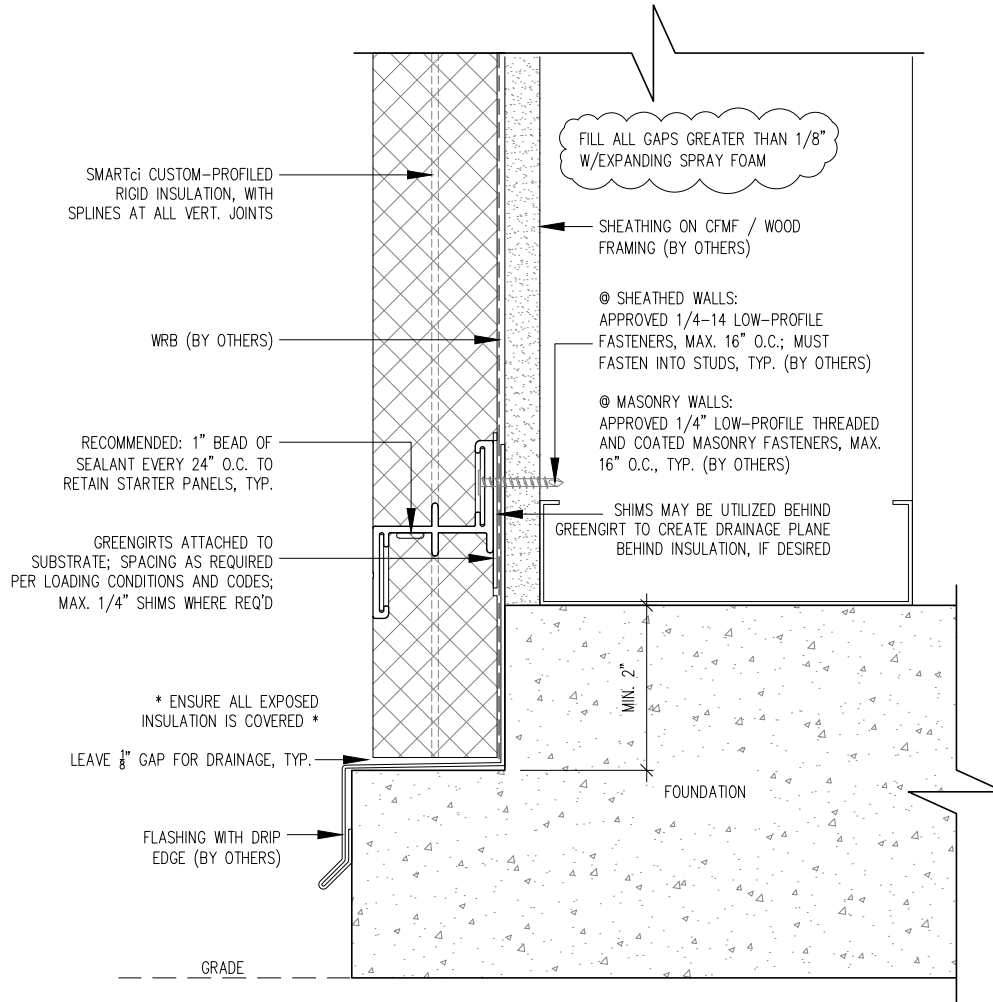 FILL ALL GAPS GREATER THAN 1/8"
W/EXPANDING SPRAY FOAM
SMARTci CUSTOM-PROFILED
RIGID INSULATION, WITH
SPLINES AT ALL VERT. JOINTS
SHEATHING ON CFMF / WOOD
FRAMING (BY OTHERS)
@ SHEATHED WALLS:
APPROVED 1/4-14 LOW-PROFILE
FASTENERS, MAX. 16" O.C.; MUST
FASTEN INTO STUDS, TYP. (BY OTHERS)
WRB (BY OTHERS)
@ MASONRY WALLS:
APPROVED 1/4" LOW-PROFILE THREADED
AND COATED MASONRY FASTENERS, MAX.
16" O.C., TYP. (BY OTHERS)
RECOMMENDED: 1" BEAD OF
SEALANT EVERY 24" O.C. TO
RETAIN STARTER PANELS, TYP.
SHIMS MAY BE UTILIZED BEHIND
GREENGIRT TO CREATE DRAINAGE PLANE
BEHIND INSULATION, IF DESIRED
GREENGIRTS ATTACHED TO
SUBSTRATE; SPACING AS REQUIRED
PER LOADING CONDITIONS AND CODES;
MAX. 1/4" SHIMS WHERE REQ'D
MIN. 2"
* ENSURE ALL EXPOSED
INSULATION IS COVERED *
LEAVE 1/8" GAP FOR DRAINAGE, TYP.
FOUNDATION
FLASHING WITH DRIP
EDGE (BY OTHERS)
GRADE